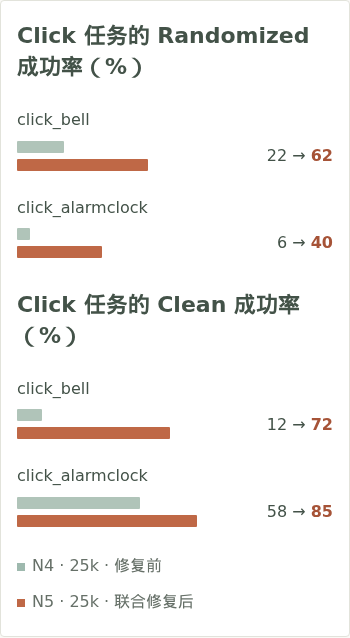 Click 任务的 Randomized
成功率（%）
click_bell
22 → 62
click_alarmclock
6 → 40
Click 任务的 Clean 成功率
（%）
click_bell
12 → 72
click_alarmclock
58 → 85
N4 · 25k · 修复前
N5 · 25k · 联合修复后